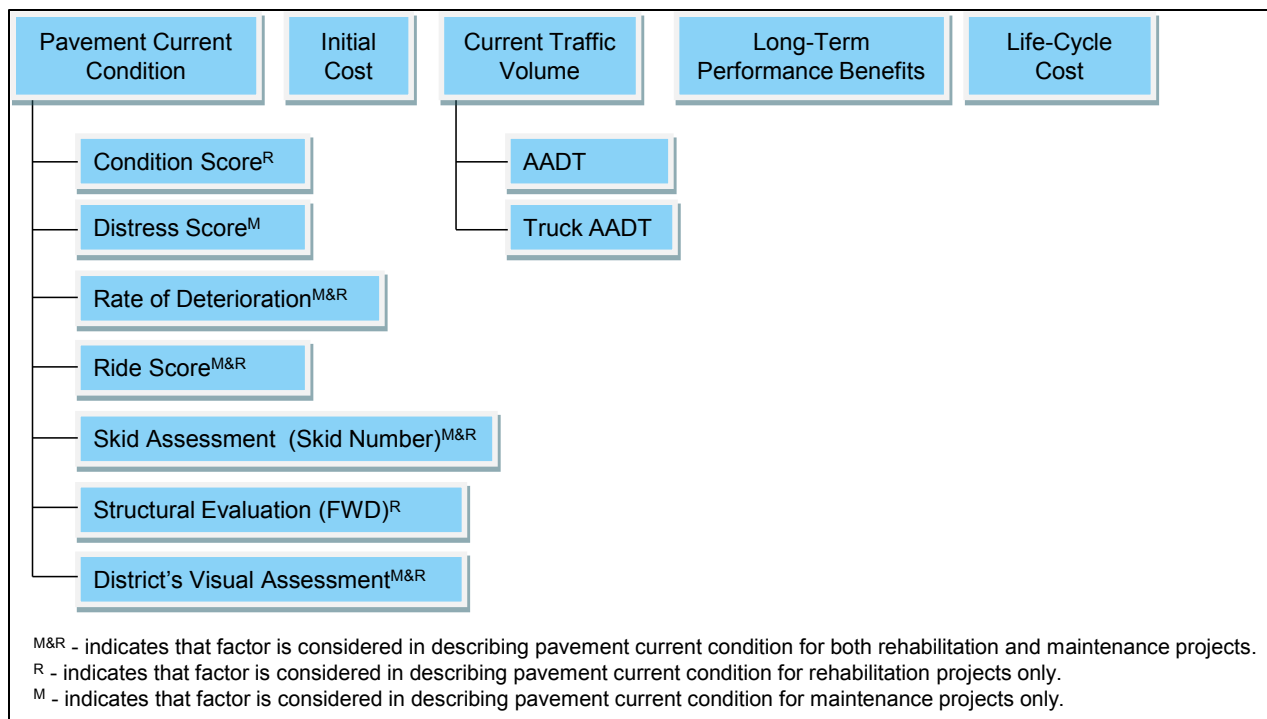 Pavement Current
Condition
Initial
Cost
Current Traffic
Volume
Long-Term
Performance Benefits
Life-Cycle
Cost
Condition Scoreᴿ
Distress Scoreᴹ
Rate of Deteriorationᴹ&ᴿ
Ride Scoreᴹ&ᴿ
Skid Assessment (Skid Number)ᴹ&ᴿ
Structural Evaluation (FWD)ᴿ
District’s Visual Assessmentᴹ&ᴿ
AADT
Truck AADT
ᴹ&ᴿ - indicates that factor is considered in describing pavement current condition for both rehabilitation and maintenance projects.
ᴿ - indicates that factor is considered in describing pavement current condition for rehabilitation projects only.
ᴹ - indicates that factor is considered in describing pavement current condition for maintenance projects only.